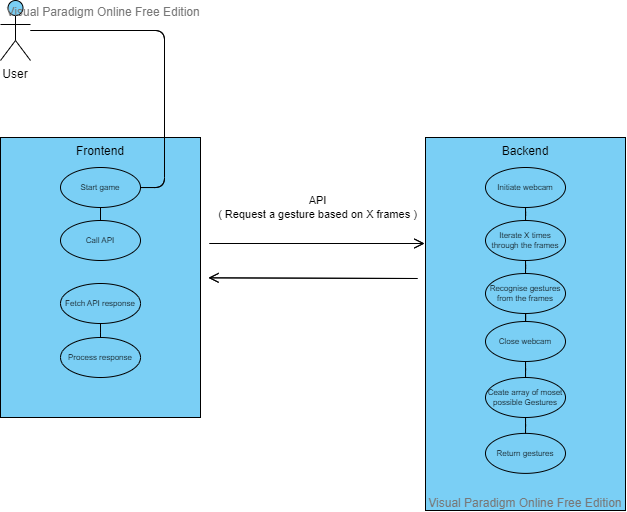 Visual Paradigm Online Free Edition
User
Frontend
Start game
Call API
Fetch API response
Process response
API
( Request a gesture based on X frames )
Backend
Initiate webcam
Iterate X times
through the frames
Recognise gestures
from the frames
Close webcam
Ceate array of moset
possible Gestures
Return gestures
Visual Paradigm Online Free Edition